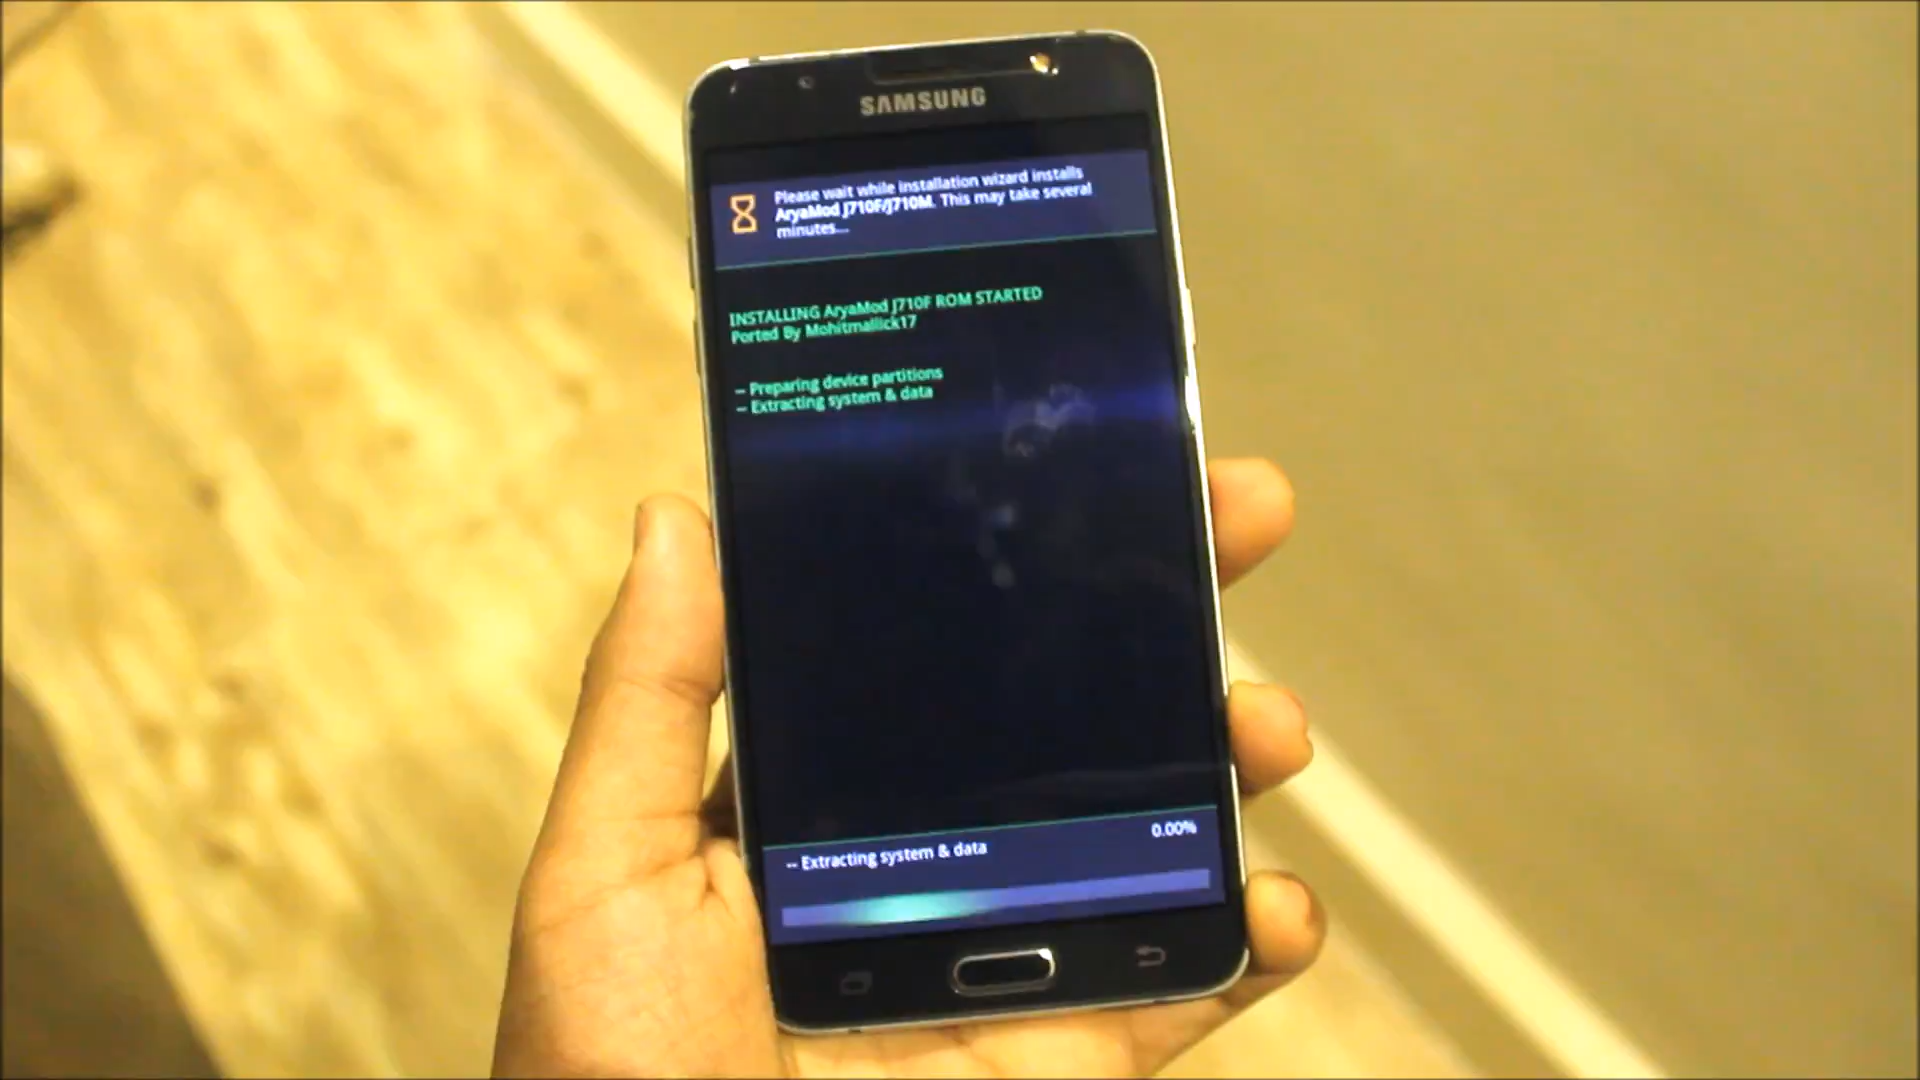 SAMSUNG
Please wait while installation wizard installs
AryaMod J710F/J710M. This may take several
minutes...
INSTALLING AryaMod J710F ROM STARTED
Ported By Mohitmallick17
-- Preparing device partitions
-- Extracting system & data
0.00%
-- Extracting system & data